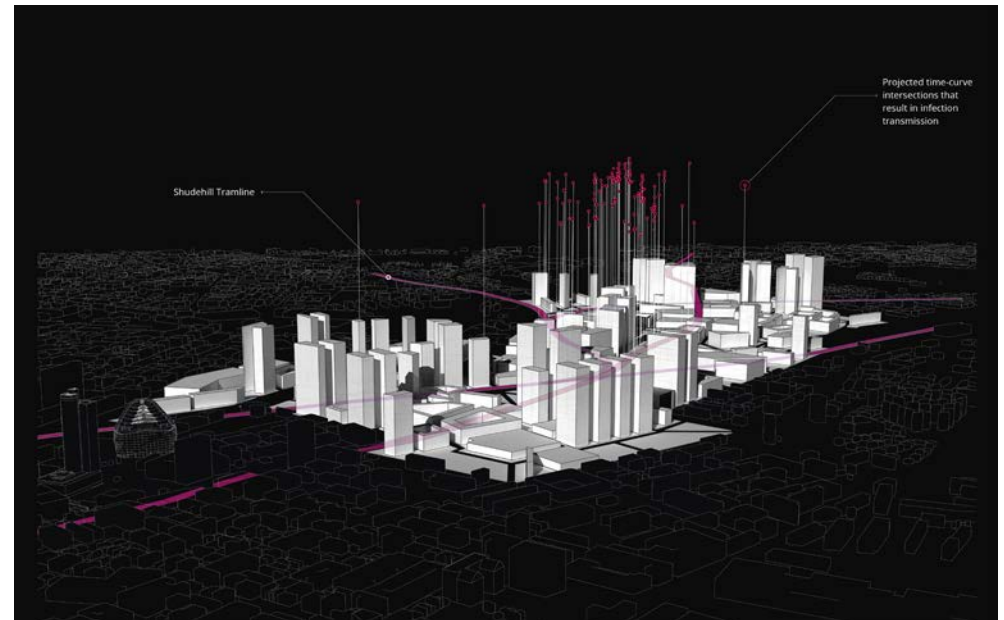 Projected time-curve
intersections that
result in infection
transmission
Shudehill Tramline